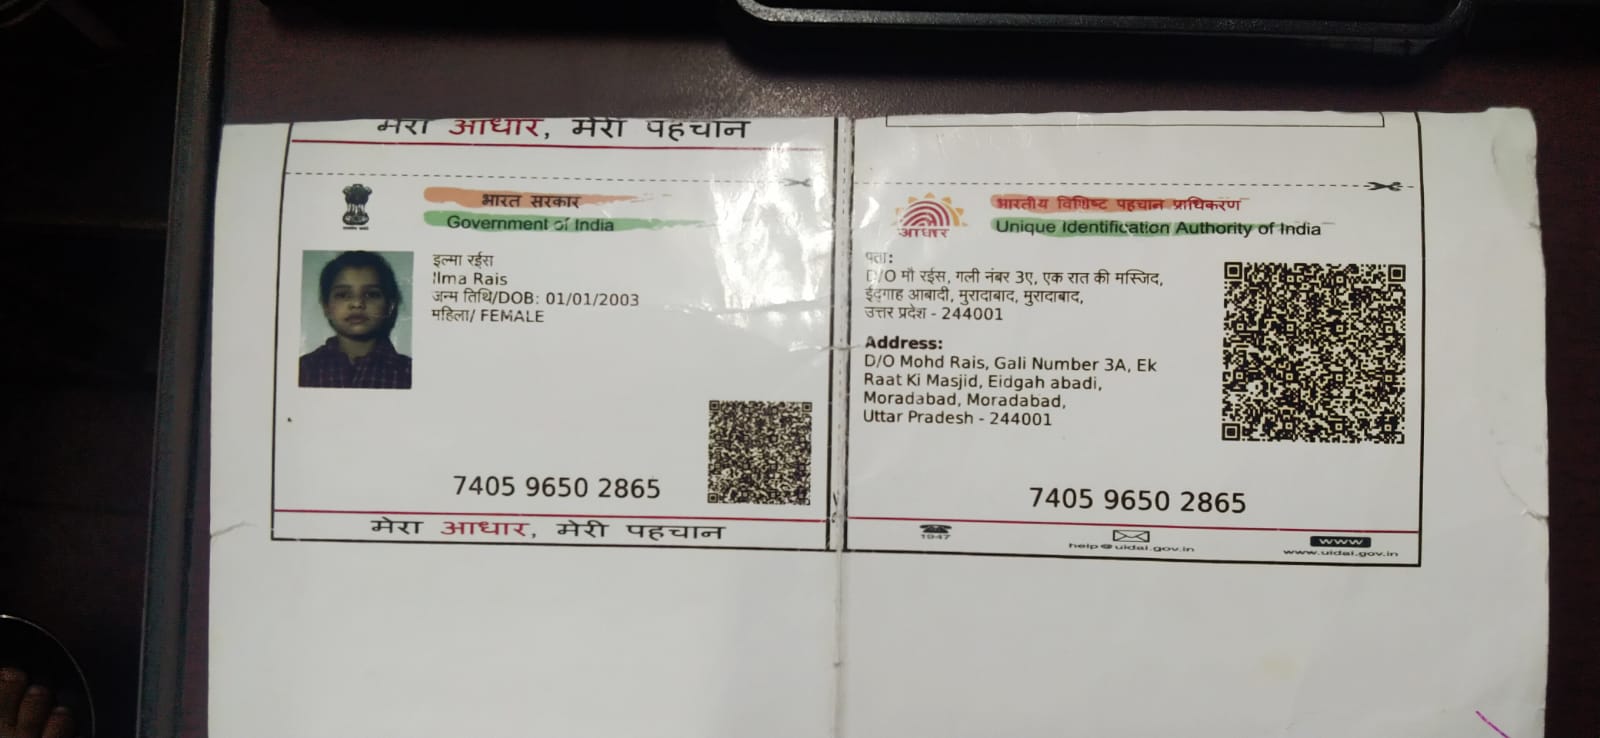 मेरा आधार, मेरी पहचान
भारत सरकार
Government of India
इल्मा रईस
Ilma Rais
जन्म तिथि/DOB: 01/01/2003
महिला/ FEMALE
7405 9650 2865
मेरा आधार, मेरी पहचान
भारतीय विशिष्ट पहचान प्राधिकरण
Unique Identification Authority of India
आधार
पता:
D/O मौ रईस, गली नंबर 3ए, एक रात की मस्जिद,
ईदगाह आबादी, मुरादाबाद, मुरादाबाद,
उत्तर प्रदेश - 244001
Address:
D/O Mohd Rais, Gali Number 3A, Ek
Raat Ki Masjid, Eidgah abadi,
Moradabad, Moradabad,
Uttar Pradesh - 244001
7405 9650 2865
1947
help@uidai.gov.in
www
www.uidai.gov.in